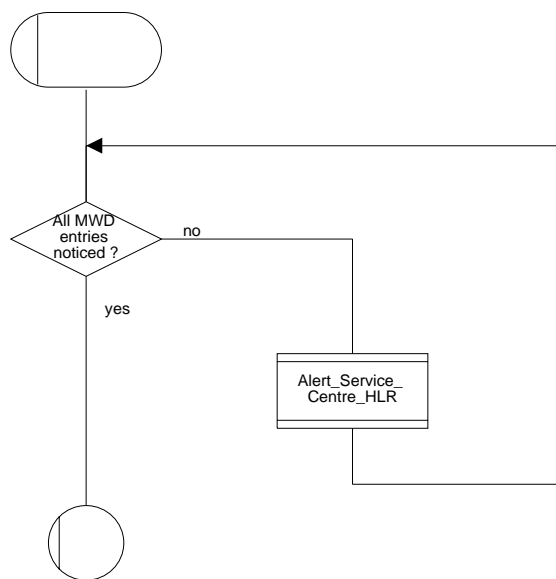 All MWD
entries
noticed ?
no
yes
Alert_Service_
Centre_HLR